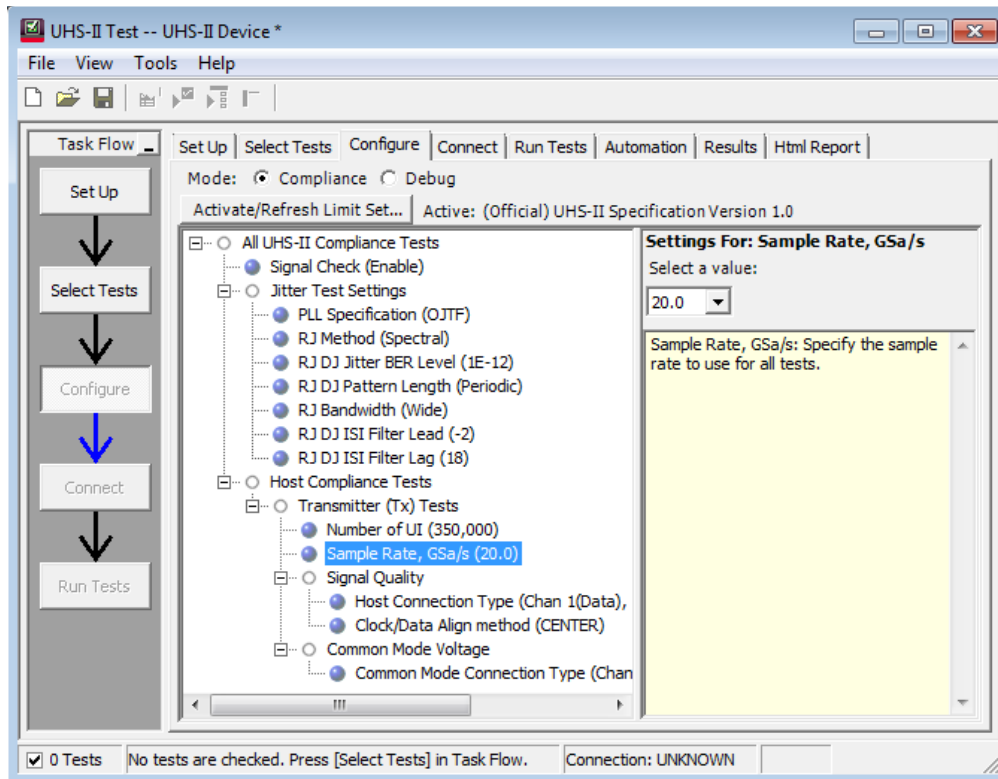 UHS-II Test -- UHS-II Device *
File View Tools Help
Task Flow
Set Up
Select Tests
Configure
Connect
Run Tests
Set Up Select Tests Configure Connect Run Tests Automation Results Html Report
Mode: Compliance Debug
Activate/Refresh Limit Set... Active: (Official) UHS-II Specification Version 1.0
All UHS-II Compliance Tests
Signal Check (Enable)
Jitter Test Settings
PLL Specification (OJTF)
RJ Method (Spectral)
RJ DJ Jitter BER Level (1E-12)
RJ DJ Pattern Length (Periodic)
RJ Bandwidth (Wide)
RJ DJ ISI Filter Lead (-2)
RJ DJ ISI Filter Lag (18)
Host Compliance Tests
Transmitter (Tx) Tests
Number of UI (350,000)
Sample Rate, GSa/s (20.0)
Signal Quality
Host Connection Type (Chan 1(Data),
Clock/Data Align method (CENTER)
Common Mode Voltage
Common Mode Connection Type (Chan
Settings For: Sample Rate, GSa/s
Select a value:
20.0
Sample Rate, GSa/s: Specify the sample
rate to use for all tests.
0 Tests No tests are checked. Press [Select Tests] in Task Flow. Connection: UNKNOWN